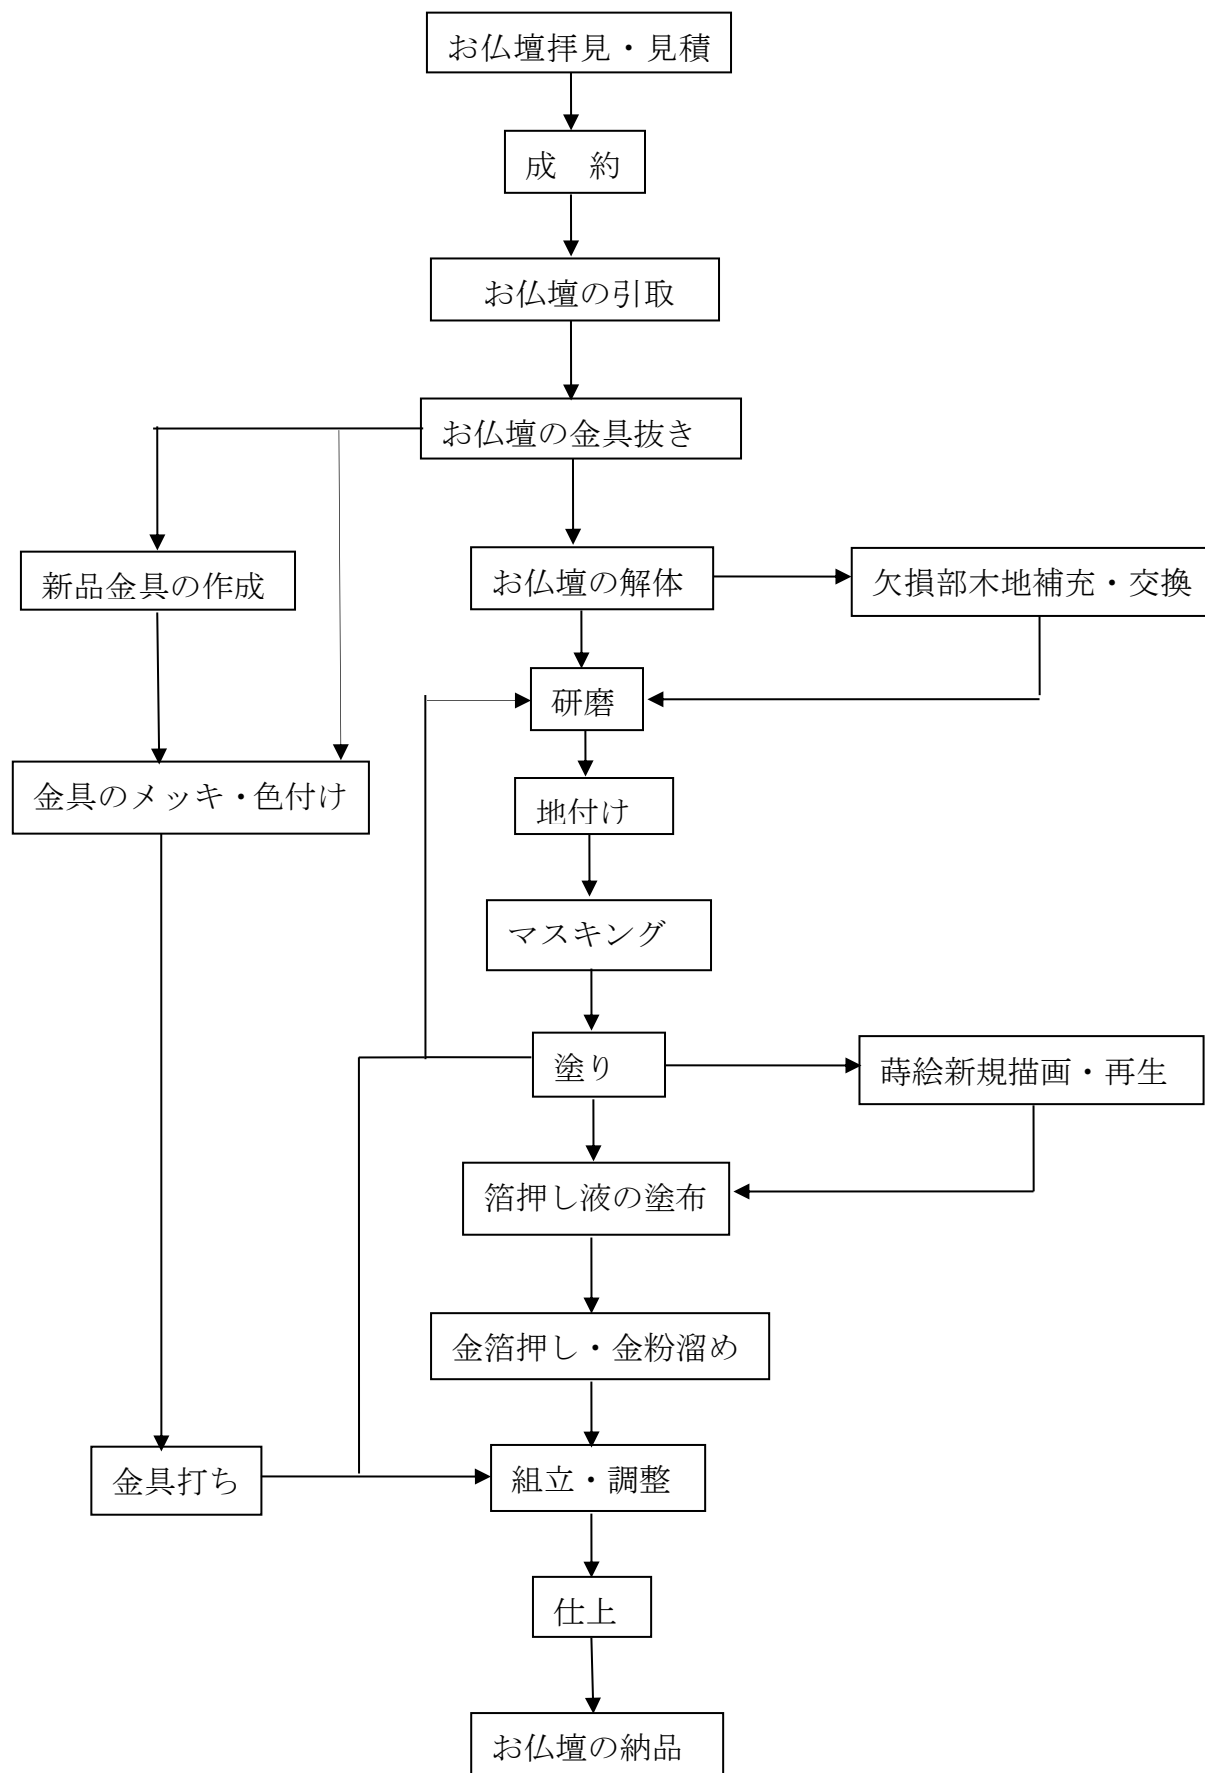 お仏壇拝見・見積
成　約
お仏壇の引取
お仏壇の金具抜き
新品金具の作成
お仏壇の解体
欠損部木地補充・交換
研磨
金具のメッキ・色付け
地付け
マスキング
塗り
蒔絵新規描画・再生
箔押し液の塗布
金箔押し・金粉溜め
金具打ち
組立・調整
仕上
お仏壇の納品